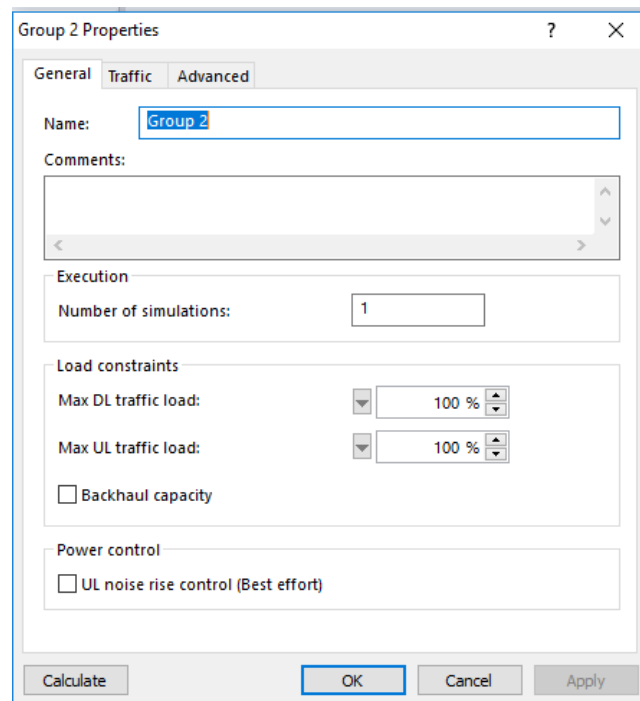 Group 2 Properties ?
General Traffic Advanced
Name: Group 2
Comments:
Execution
Number of simulations: 1
Load constraints
Max DL traffic load: 100 %
Max UL traffic load: 100 %
Backhaul capacity
Power control
UL noise rise control (Best effort)
Calculate OK Cancel Apply